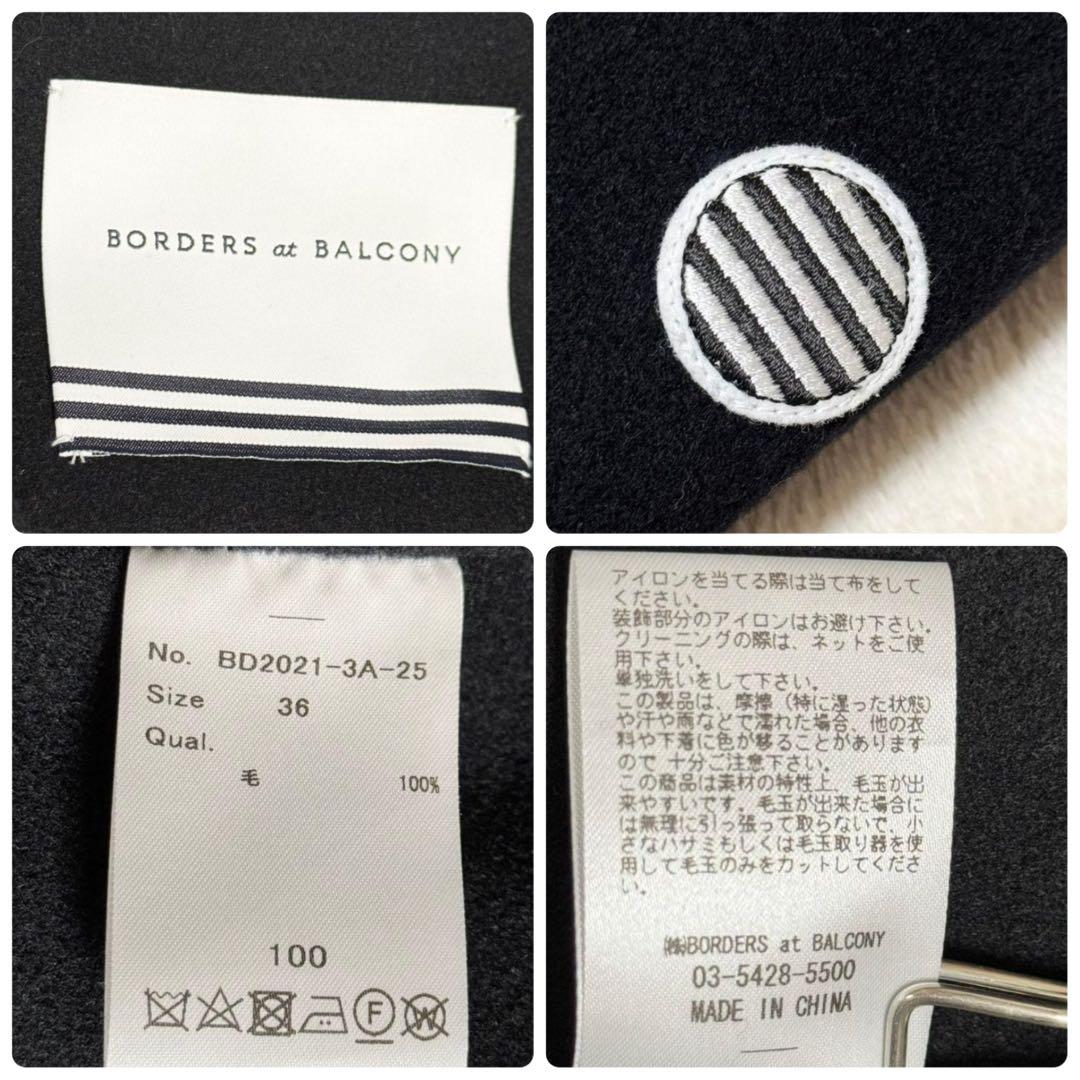 BORDERS at BALCONY
No. BD2021-3A-25
Size 36
Qual.
毛 100%
100
F
W
アイロンを当てる際は当て布をして
ください。
装飾部分のアイロンはお避け下さい。
クリーニングの際は、ネットをご使
用下さい。
単独洗いをして下さい。
この製品は、摩擦(特に湿った状態)
や汗や雨などで濡れた場合、他の衣
料や下着に色が移ることがあります
ので 十分ご注意下さい。
この商品は素材の特性上、毛玉が出
来やすいです。毛玉が出来た場合に
は無理に引っ張って取らないで、小
さなハサミもしくは毛玉取り器を使
用して毛玉のみをカットしてくださ
い。
㈱BORDERS at BALCONY
03-5428-5500
MADE IN CHINA